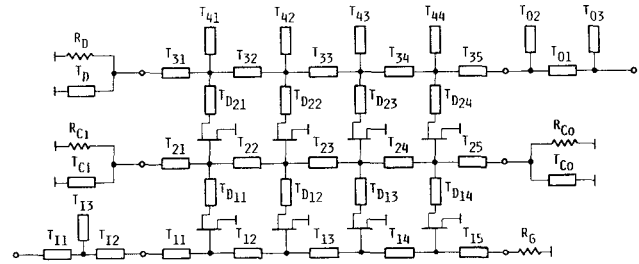 T41 T42 T43 T44 T02 T03
RD T31 T32 T33 T34 T35 T01
TD
TD21 TD22 TD23 TD24
RCi T21 T22 T23 T24 T25 RCo
TCi TCo
TI3 TD11 TD12 TD13 TD14
TI1 TI2 T11 T12 T13 T14 T15 RG